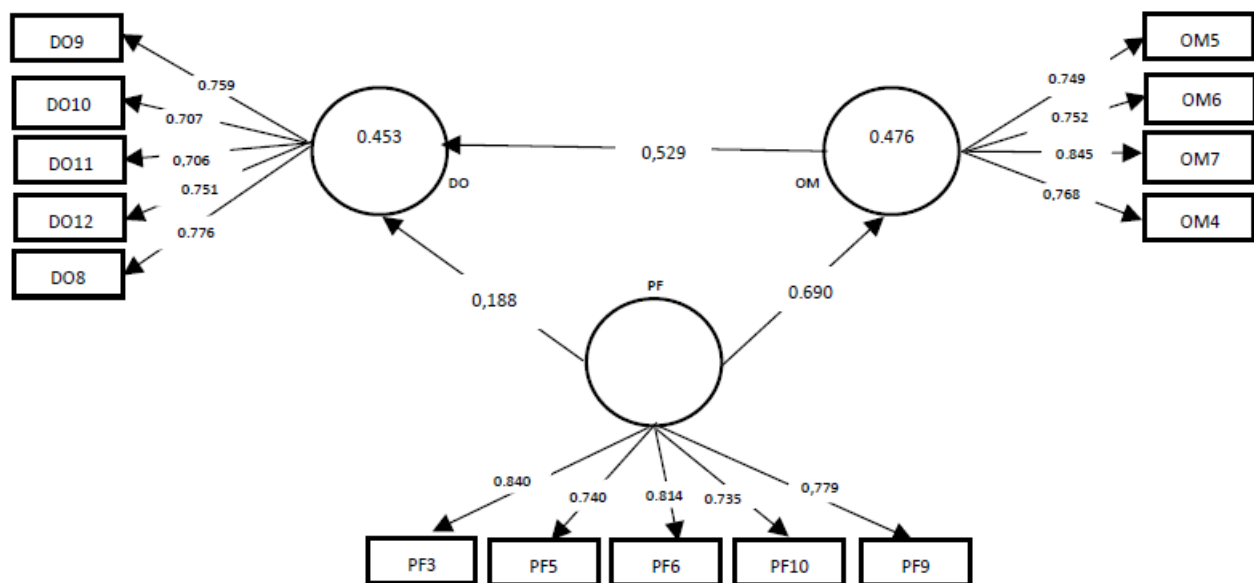 DO9
DO10
DO11
DO12
DO8
0.759
0.707
0,706
0.751
0.776
0.453
DO
0,529
0.476
OM
0.749
0.752
0.845
0,768
OM5
OM6
OM7
OM4
0,188
PF
0.690
0.840
0.740
0.814
0.735
0,779
PF3
PF5
PF6
PF10
PF9